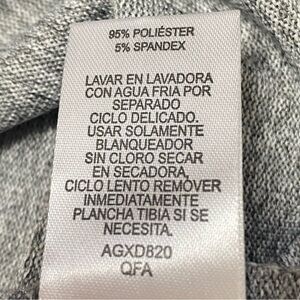 95% POLIÉSTER
5% SPANDEX
LAVAR EN LAVADORA
CON AGUA FRIA POR
SEPARADO
CICLO DELICADO.
USAR SOLAMENTE
BLANQUEADOR
SIN CLORO SECAR
EN SECADORA,
CICLO LENTO REMOVER
INMEDIATAMENTE
PLANCHA TIBIA SI SE
NECESITA.
AGXD820
QFA